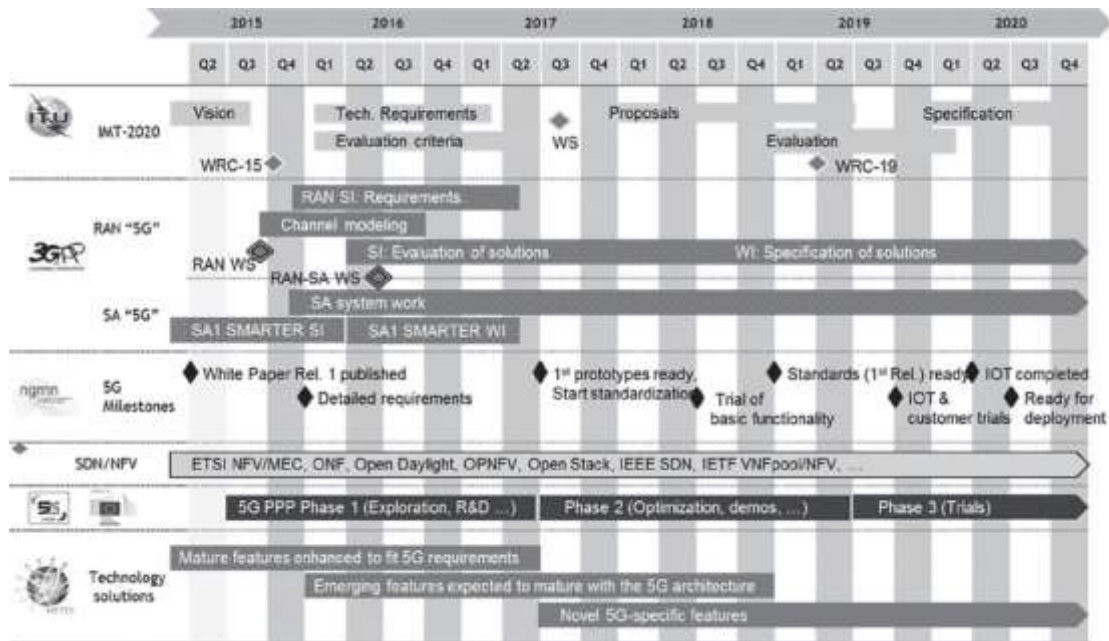 2015 2016 2017 2018 2019 2020
Q2 Q3 Q4 Q1 Q2 Q3 Q4 Q1 Q2 Q3 Q4 Q1 Q2 Q3 Q4 Q1 Q2 Q3 Q4 Q1 Q2 Q3 Q4
ITU
IMT-2020
Vision Tech. Requirements Proposals Specification
Evaluation criteria WS Evaluation
WRC-15 WRC-19
RAN "5G"
RAN SI: Requirements
Channel modeling
3GPP
SI: Evaluation of solutions WI: Specification of solutions
RAN WS
RAN-SA WS
SA "5G"
SA system work
SA1 SMARTER SI SA1 SMARTER WI
ngmn
5G
Milestones
White Paper Rel. 1 published
Detailed requirements
1st prototypes ready,
Start standardization
Trial of
basic functionality
Standards (1st Rel.) ready
IOT &
customer trials
IOT completed
Ready for
deployment
SDN/NFV
ETSI NFV/MEC, ONF, Open Daylight, OPNFV, Open Stack, IEEE SDN, IETF VNFpool/NFV, ...
5G PPP Phase 1 (Exploration, R&D ...) Phase 2 (Optimization, demos, ...) Phase 3 (Trials)
Technology
solutions
Mature features enhanced to fit 5G requirements
Emerging features expected to mature with the 5G architecture
Novel 5G-specific features